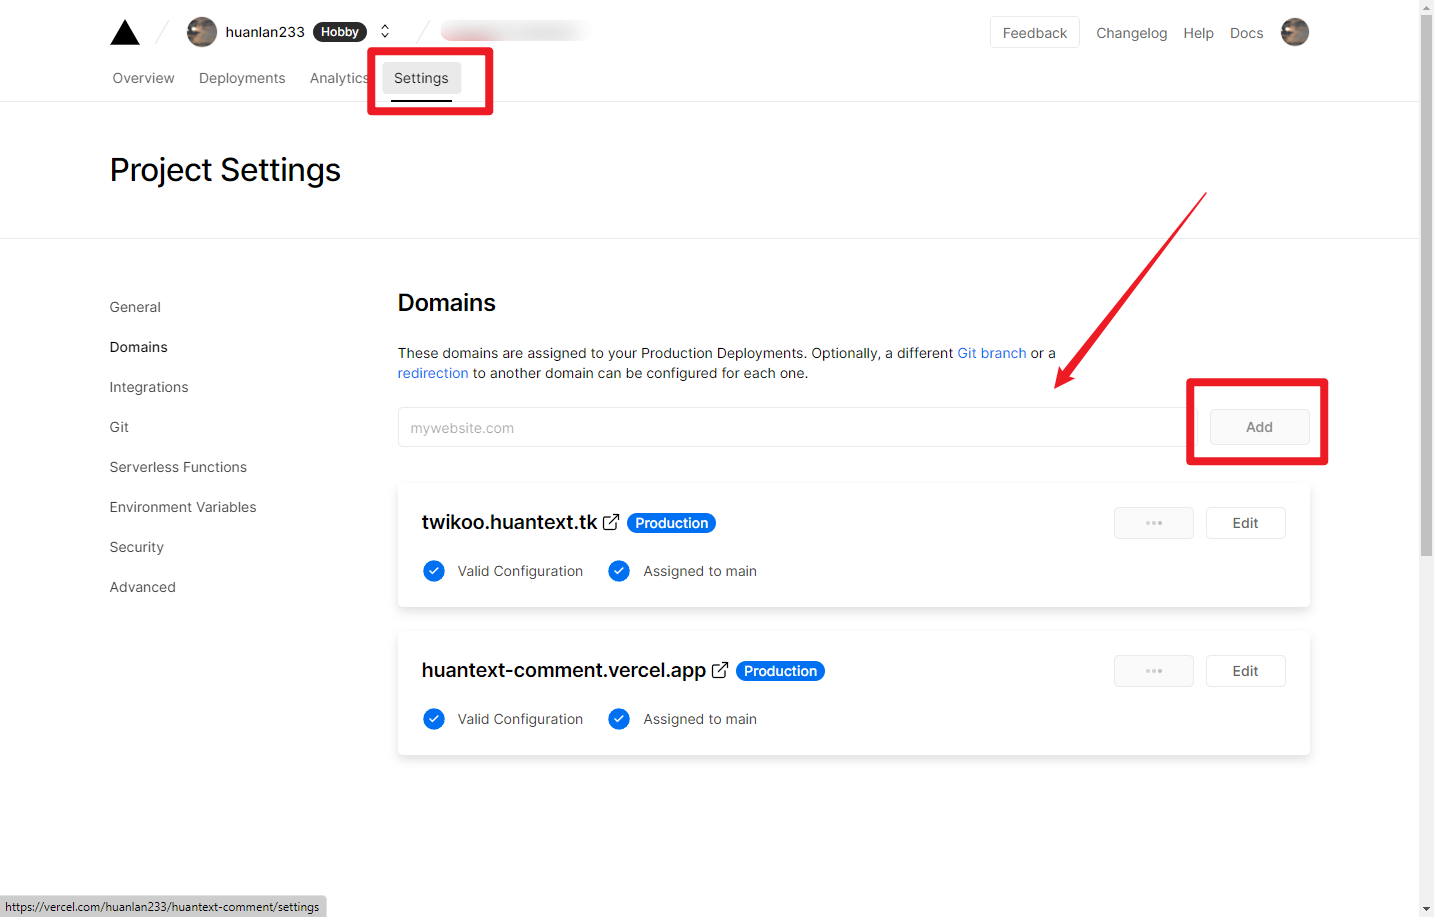 huanlan233 Hobby
Feedback Changelog Help Docs
Overview Deployments Analytics Settings
Project Settings
General
Domains
Integrations
Git
Serverless Functions
Environment Variables
Security
Advanced
Domains
These domains are assigned to your Production Deployments. Optionally, a different Git branch or a
redirection to another domain can be configured for each one.
mywebsite.com Add
twikoo.huantext.tk Production ... Edit
Valid Configuration Assigned to main
huantext-comment.vercel.app Production ... Edit
Valid Configuration Assigned to main
https://vercel.com/huanlan233/huantext-comment/settings